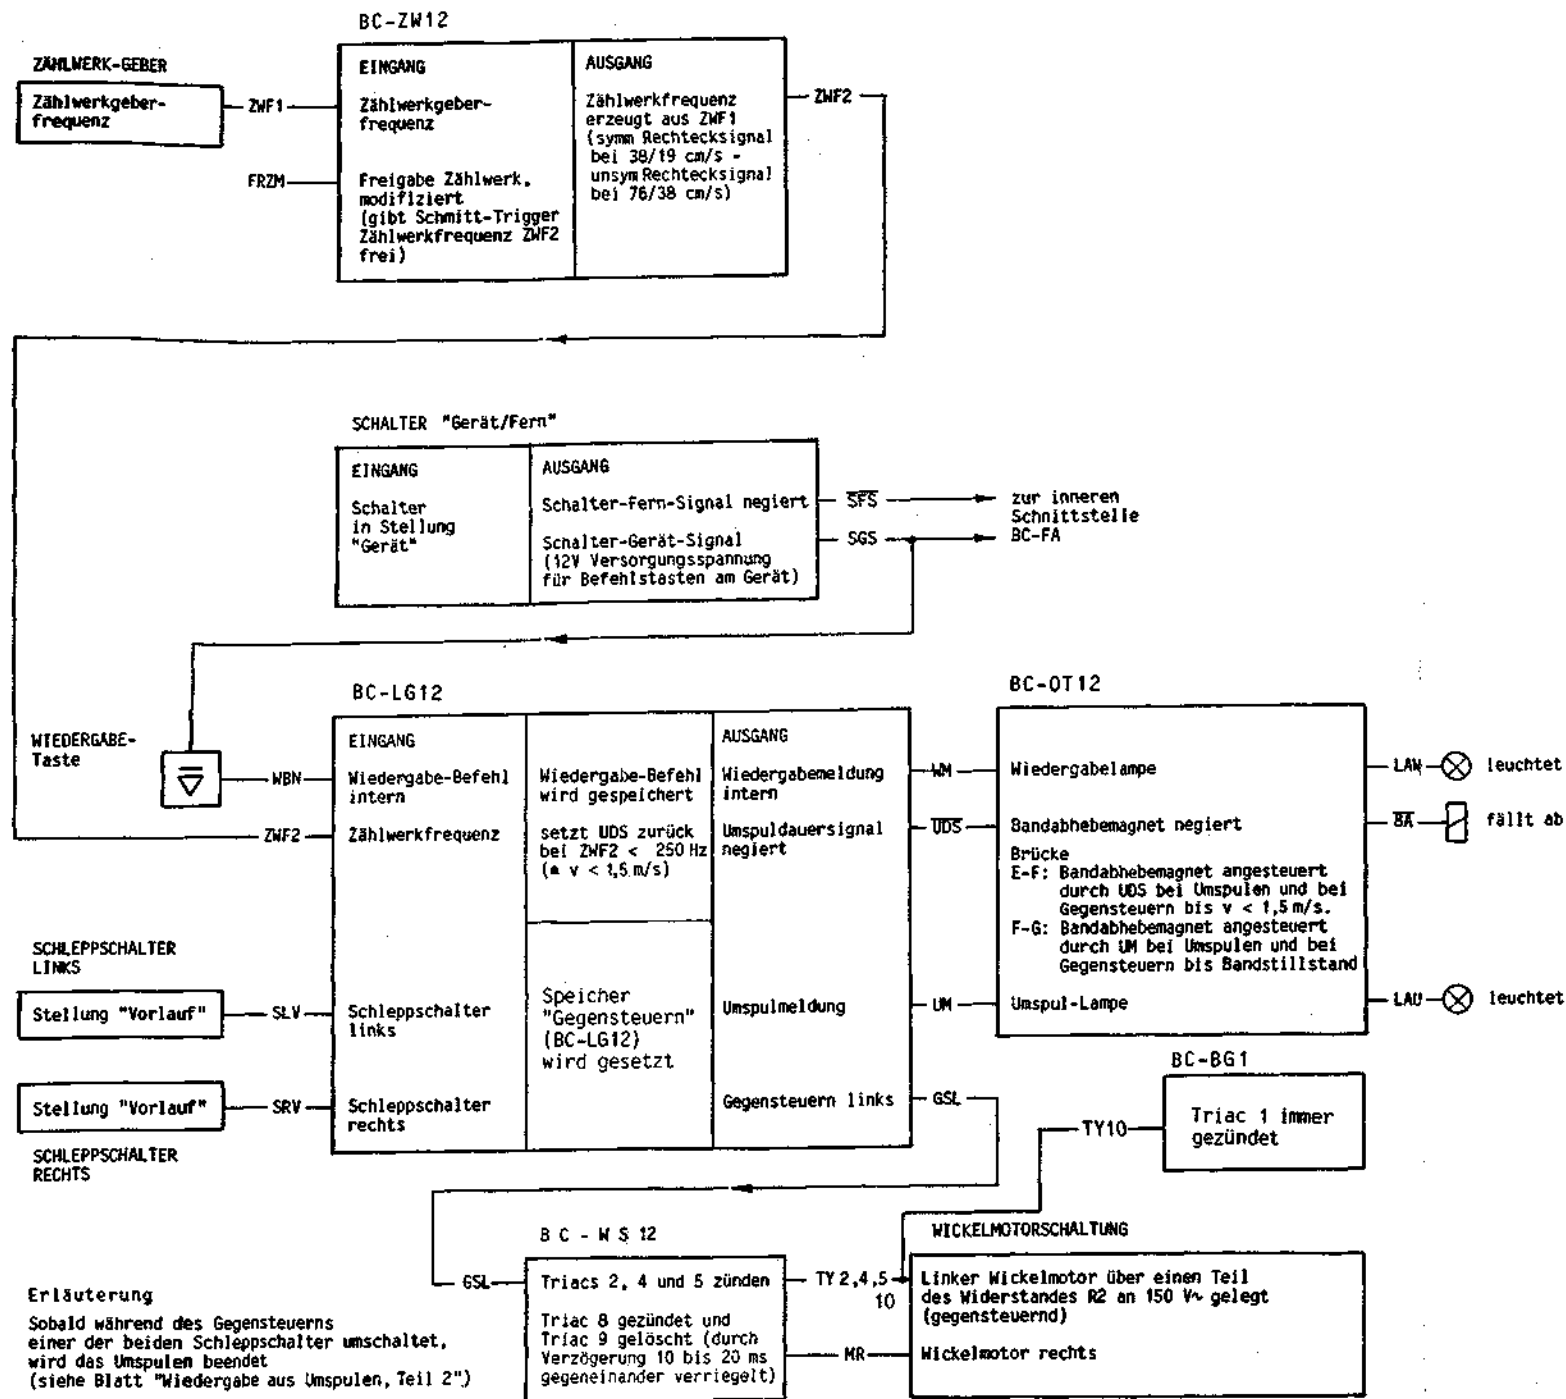 BC-ZW12
ZÄHLWERK-GEBER
Zählwerkgeber-
frequenz
ZWF1
FRZM
EINGANG
Zählwerkgeber-
frequenz
Freigabe Zählwerk,
modifiziert
(gibt Schmitt-Trigger
Zählwerkfrequenz ZWF2
frei)
AUSGANG
Zählwerkfrequenz
erzeugt aus ZWF1
(symm Rechtecksignal
bei 38/19 cm/s -
unsym Rechtecksignal
bei 76/38 cm/s)
ZWF2
SCHALTER "Gerät/Fern"
EINGANG
Schalter
in Stellung
"Gerät"
AUSGANG
Schalter-Fern-Signal negiert
Schalter-Gerät-Signal
(12V Versorgungsspannung
für Befehlstasten am Gerät)
S̅F̅S̅
SGS
zur inneren
Schnittstelle
BC-FA
BC-LG12
WIEDERGABE-
Taste
WBN
ZWF2
EINGANG
Wiedergabe-Befehl
intern
Zählwerkfrequenz
Wiedergabe-Befehl
wird gespeichert
setzt UDS zurück
bei ZWF2 < 250 Hz
(≙ v < 1,5 m/s)
AUSGANG
Wiedergabemeldung
intern
Umspuldauersignal
negiert
WM
U̅D̅S̅
BC-OT12
Wiedergabelampe
Bandabhebemagnet negiert
Brücke
E-F: Bandabhebemagnet angesteuert
durch UDS bei Umspulen und bei
Gegensteuern bis v < 1,5 m/s.
F-G: Bandabhebemagnet angesteuert
durch UM bei Umspulen und bei
Gegensteuern bis Bandstillstand
Umspul-Lampe
LAW
leuchtet
B̅A̅
fällt ab
LAU
leuchtet
SCHLEPPSCHALTER
LINKS
Stellung "Vorlauf"
SLV
Schleppschalter
links
Speicher
"Gegensteuern"
(BC-LG12)
wird gesetzt
Umspulmeldung
UM
Stellung "Vorlauf"
SRV
Schleppschalter
rechts
Gegensteuern links
GSL
SCHLEPPSCHALTER
RECHTS
BC-BG1
TY10
Triac 1 immer
gezündet
BC-WS12
GSL
Triacs 2, 4 und 5 zünden
Triac 8 gezündet und
Triac 9 gelöscht (durch
Verzögerung 10 bis 20 ms
gegeneinander verriegelt)
TY 2,4,5
10
MR
WICKELMOTORSCHALTUNG
Linker Wickelmotor über einen Teil
des Widerstandes R2 an 150 V~ gelegt
(gegensteuernd)
Wickelmotor rechts
Erläuterung
Sobald während des Gegensteuerns
einer der beiden Schleppschalter umschaltet,
wird das Umspulen beendet
(siehe Blatt "Wiedergabe aus Umspulen, Teil 2")